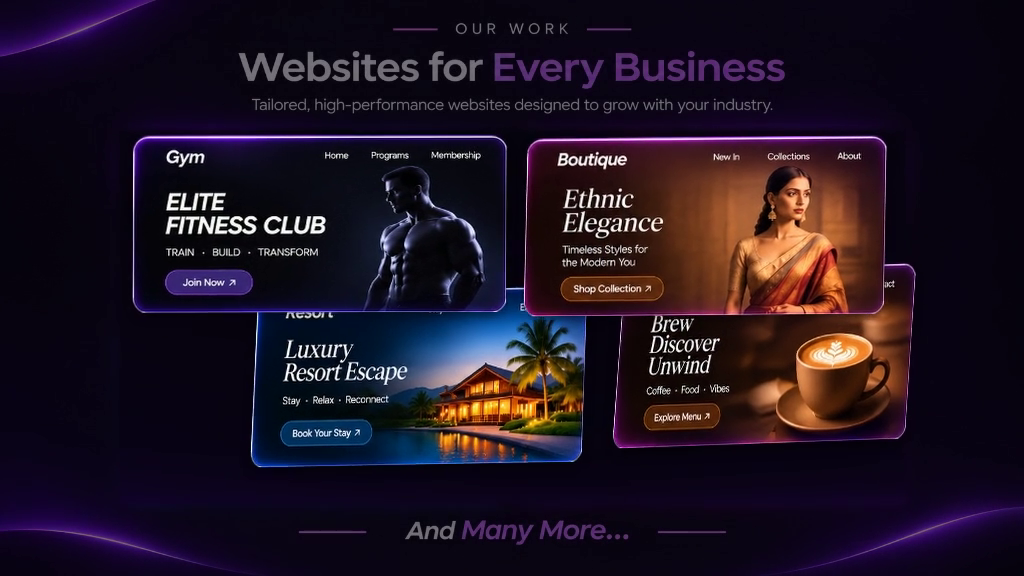 OUR WORK
Websites for Every Business
Tailored, high-performance websites designed to grow with your industry.
Gym
Home Programs Membership
ELITE
FITNESS CLUB
TRAIN · BUILD · TRANSFORM
Join Now ↗
Boutique
New In Collections About
Ethnic
Elegance
Timeless Styles for
the Modern You
Shop Collection ↗
Resort
Luxury
Resort Escape
Stay · Relax · Reconnect
Book Your Stay ↗
Brew
Discover
Unwind
Coffee · Food · Vibes
Explore Menu ↗
And Many More...